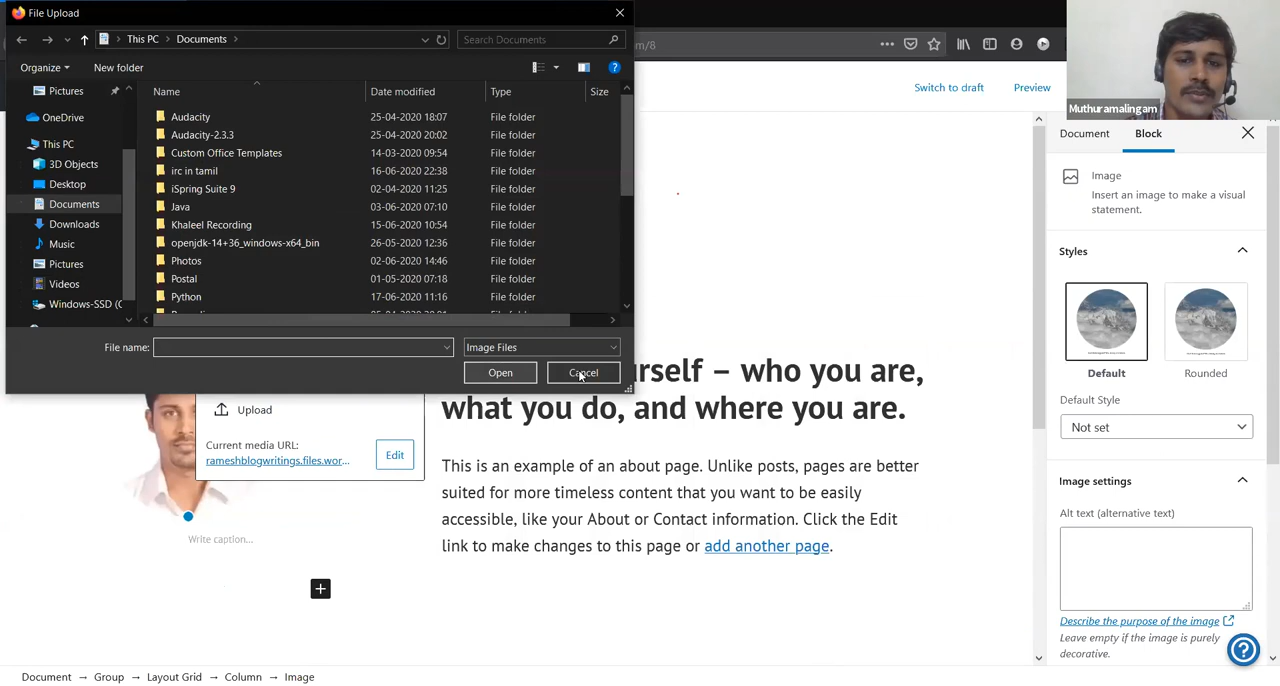 File Upload
This PC > Documents >
Search Documents
m/8
Organize
New folder
Switch to draft
Preview
Muthuramalingam
Name
Date modified
Type
Size
Pictures
OneDrive
This PC
3D Objects
Desktop
Documents
Downloads
Music
Pictures
Videos
Windows-SSD (C
Audacity 25-04-2020 18:07 File folder
Audacity-2.3.3 25-04-2020 20:02 File folder
Custom Office Templates 14-03-2020 09:54 File folder
irc in tamil 16-06-2020 22:38 File folder
iSpring Suite 9 02-04-2020 11:25 File folder
Java 03-06-2020 07:10 File folder
Khaleel Recording 15-06-2020 10:54 File folder
openjdk-14+36_windows-x64_bin 26-05-2020 12:36 File folder
Photos 02-06-2020 14:46 File folder
Postal 01-05-2020 07:18 File folder
Python 17-06-2020 11:16 File folder
File name:
Image Files
Open
Cancel
Upload
Current media URL:
rameshblogwritings.files.wor...
Edit
Write caption...
urself – who you are,
what you do, and where you are.
This is an example of an about page. Unlike posts, pages are better
suited for more timeless content that you want to be easily
accessible, like your About or Contact information. Click the Edit
link to make changes to this page or add another page.
Document
Block
Image
Insert an image to make a visual
statement.
Styles
Default
Rounded
Default Style
Not set
Image settings
Alt text (alternative text)
Describe the purpose of the image
Leave empty if the image is purely
decorative.
Document → Group → Layout Grid → Column → Image